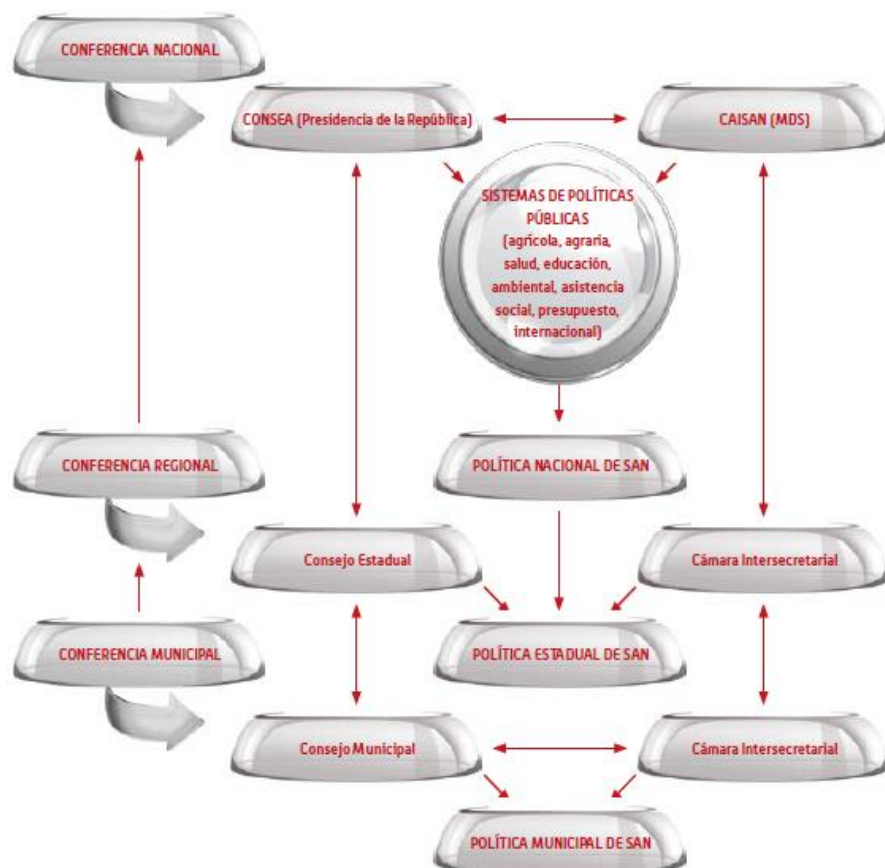 CONFERENCIA NACIONAL
CONSEA (Presidencia de la República)
CAISAN (MDS)
SISTEMAS DE POLÍTICAS
PÚBLICAS
(agrícola, agraria,
salud, educación,
ambiental, asistencia
social, presupuesto,
internacional)
CONFERENCIA REGIONAL
POLÍTICA NACIONAL DE SAN
Consejo Estadual
Cámara Intersecretarial
CONFERENCIA MUNICIPAL
POLÍTICA ESTADUAL DE SAN
Consejo Municipal
Cámara Intersecretarial
POLÍTICA MUNICIPAL DE SAN